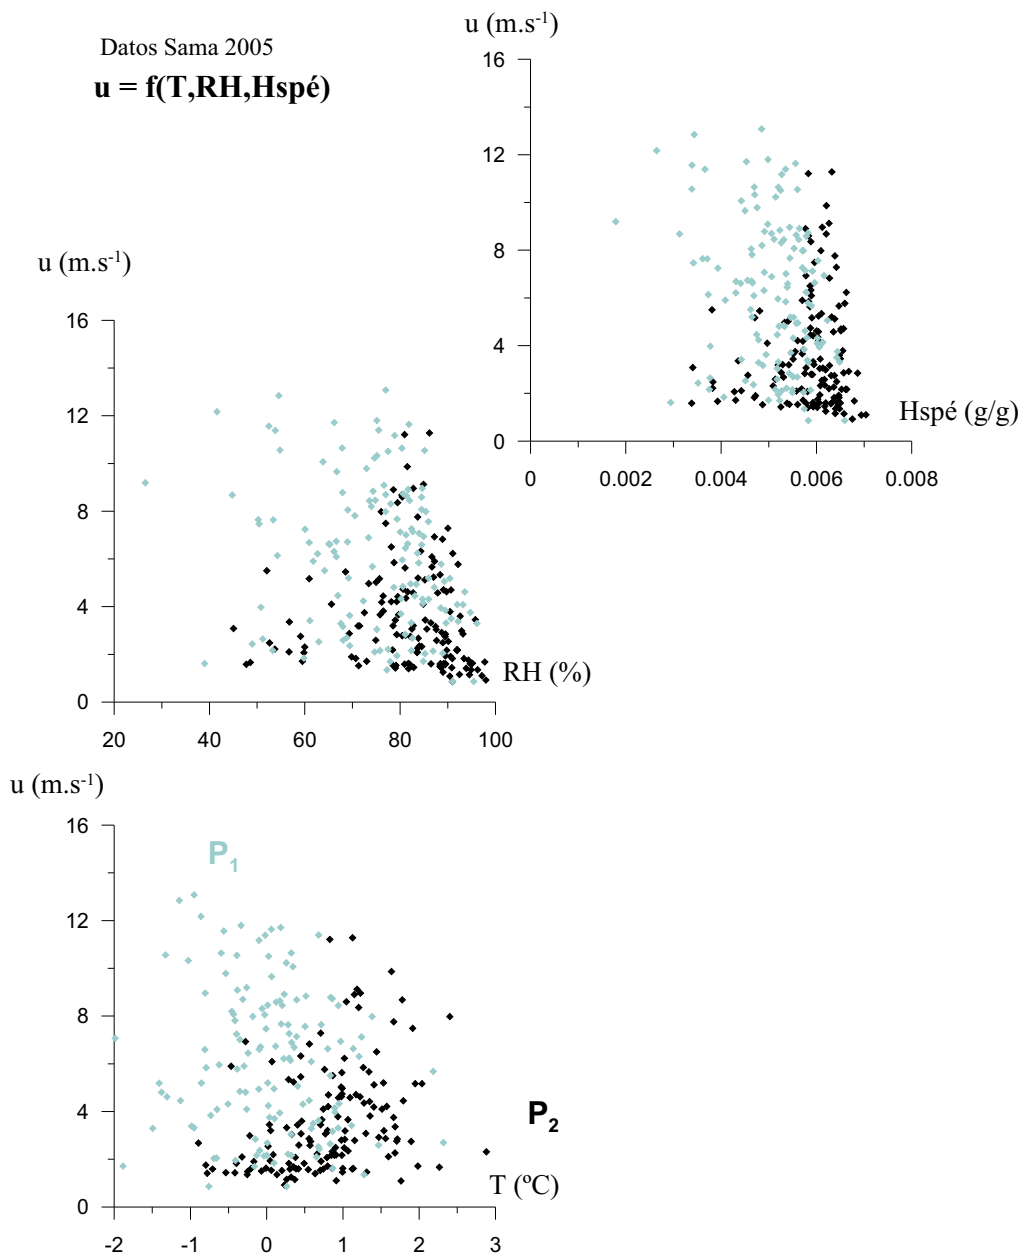 u (m.s⁻¹)
Datos Sama 2005
u = f(T,RH,Hspé)
16
12
8
4
0
Hspé (g/g)
0 0.002 0.004 0.006 0.008
u (m.s⁻¹)
16
12
8
4
0
RH (%)
20 40 60 80 100
u (m.s⁻¹)
16
P₁
12
8
4
P₂
0
T (ºC)
-2 -1 0 1 2 3